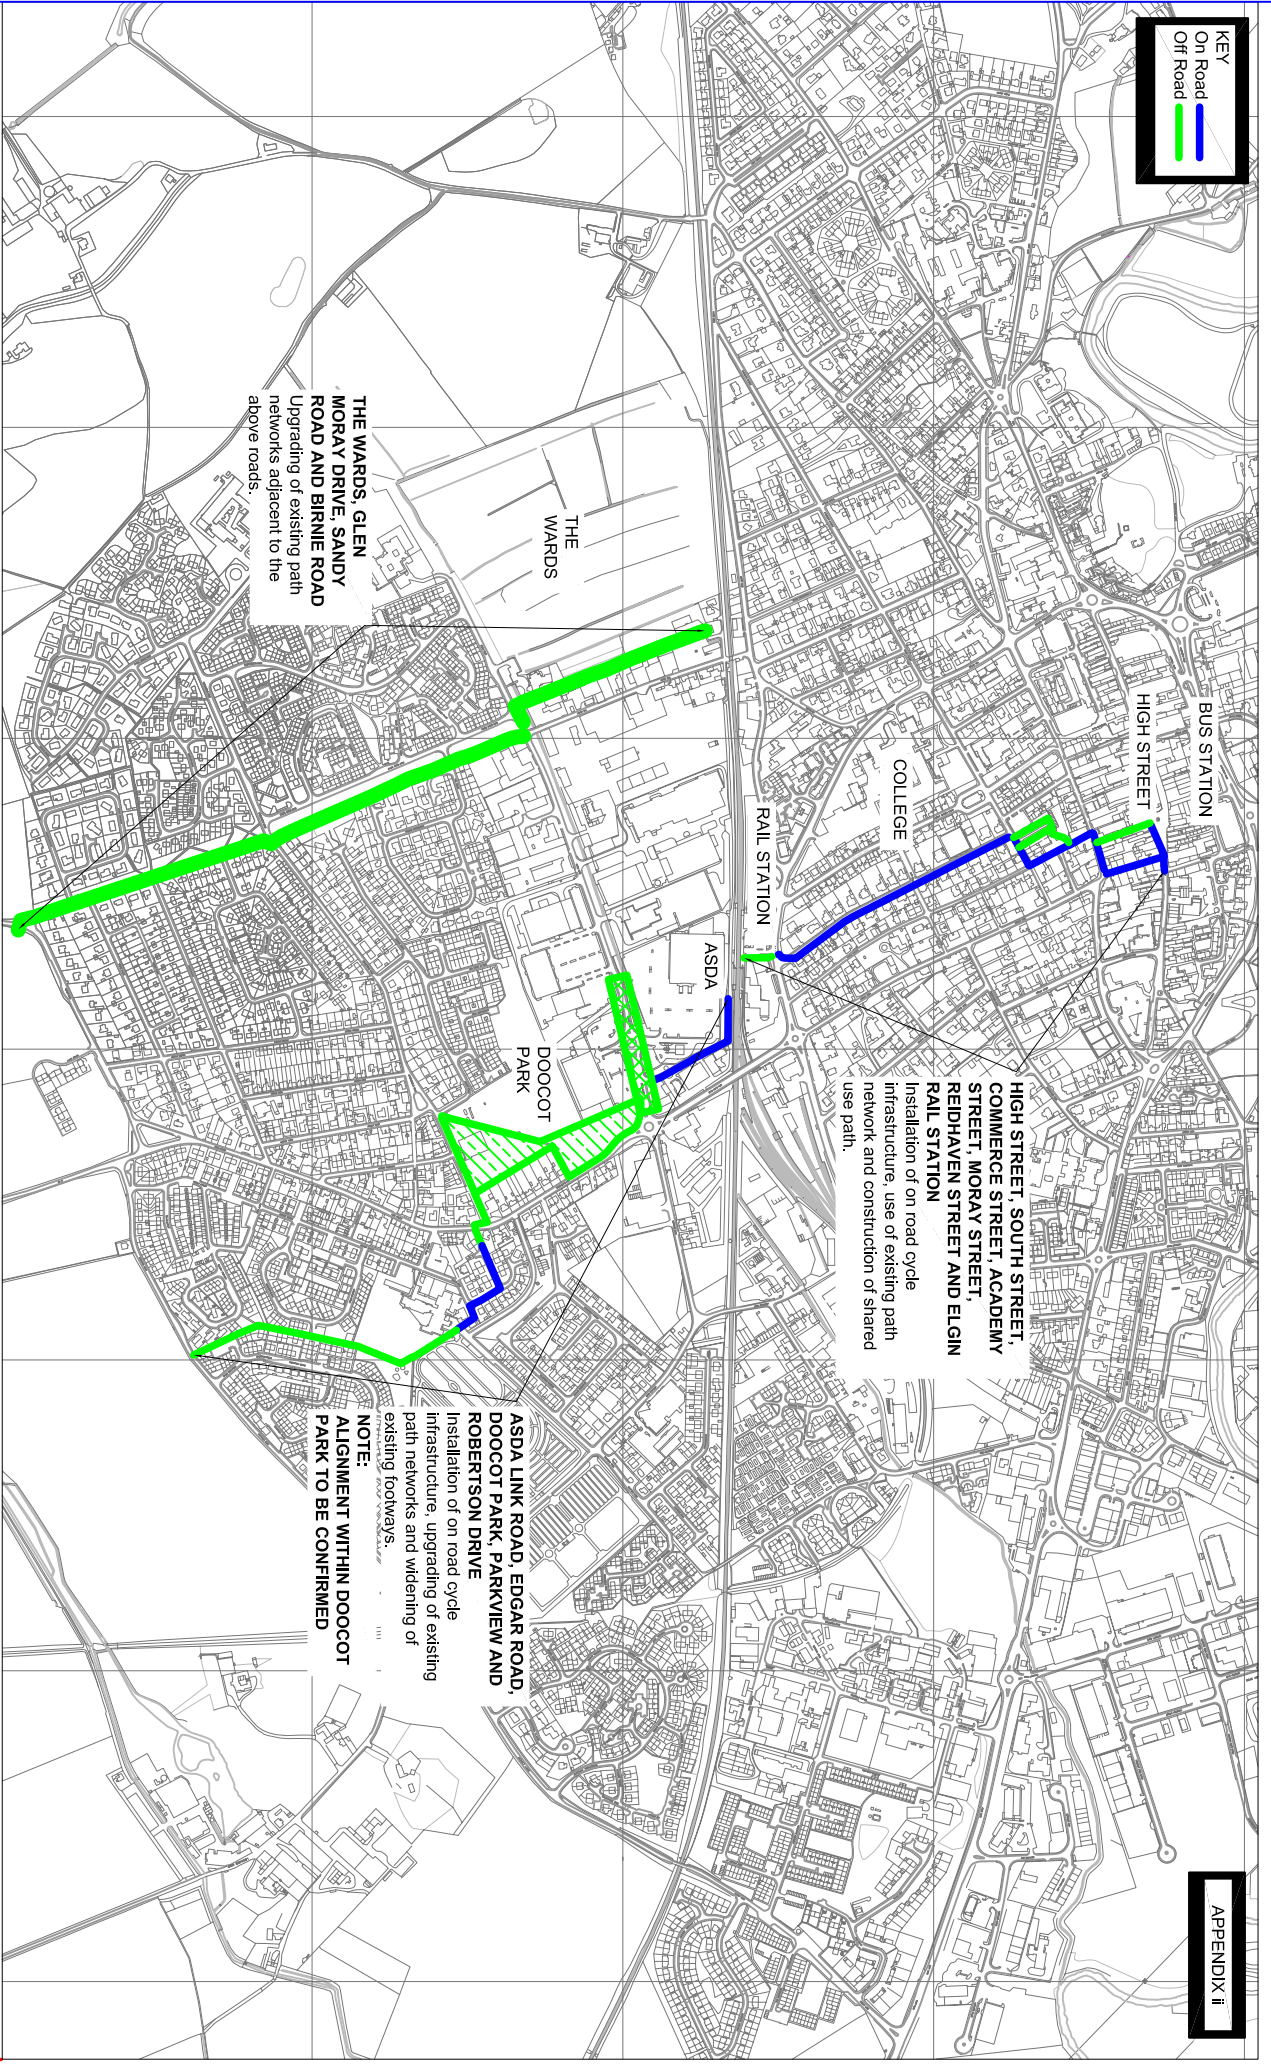 KEY
On Road
Off Road
APPENDIX ii
BUS STATION
HIGH STREET
COLLEGE
RAIL STATION
ASDA
THE
WARDS
DOOCOT
PARK
HIGH STREET, SOUTH STREET,
COMMERCE STREET, ACADEMY
STREET, MORAY STREET,
REIDHAVEN STREET AND ELGIN
RAIL STATION
Installation of on road cycle
infrastructure, use of existing path
network and construction of shared
use path.
THE WARDS, GLEN
MORAY DRIVE, SANDY
ROAD AND BIRNIE ROAD
Upgrading of existing path
networks adjacent to the
above roads.
ASDA LINK ROAD, EDGAR ROAD,
DOOCOT PARK, PARKVIEW AND
ROBERTSON DRIVE
Installation of on road cycle
infrastructure, upgrading of existing
path networks and widening of
existing footways.
NOTE:
ALIGNMENT WITHIN DOOCOT
PARK TO BE CONFIRMED